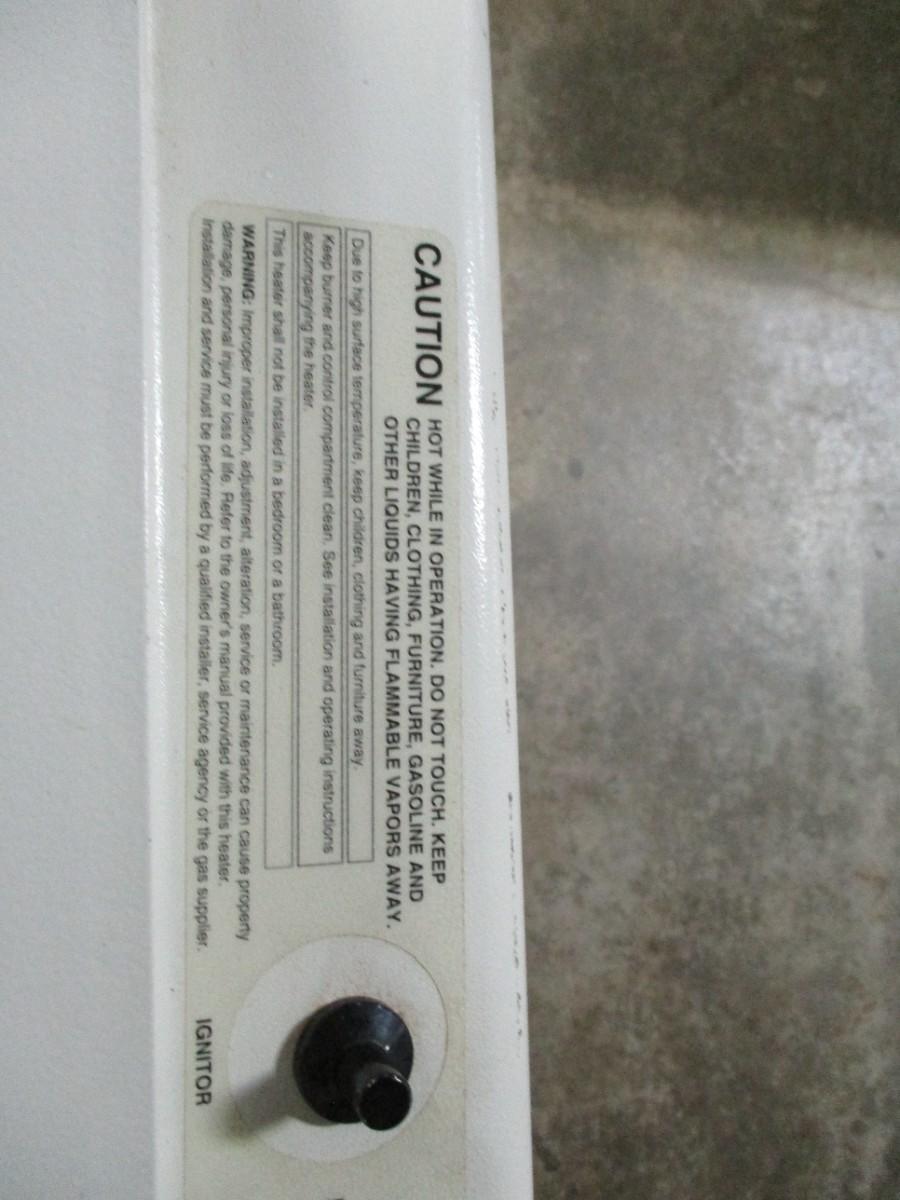 CAUTION HOT WHILE IN OPERATION. DO NOT TOUCH. KEEP
CHILDREN, CLOTHING, FURNITURE, GASOLINE AND
OTHER LIQUIDS HAVING FLAMMABLE VAPORS AWAY.
Due to high surface temperature, keep children, clothing and furniture away.
Keep burner and control compartment clean. See installation and operating instructions
accompanying the heater.
This heater shall not be installed in a bedroom or a bathroom.
WARNING: Improper installation, adjustment, alteration, service or maintenance can cause property
damage, personal injury or loss of life. Refer to the owner's manual provided with this heater.
Installation and service must be performed by a qualified installer, service agency or the gas supplier.
IGNITOR